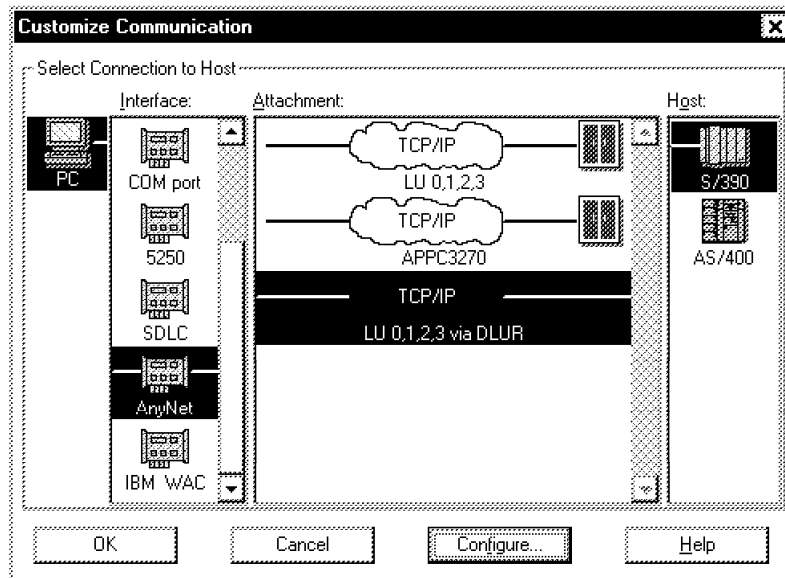 Customize Communication
Select Connection to Host
Interface:
Attachment:
Host:
PC
COM port
5250
SDLC
AnyNet
IBM WAC
TCP/IP
LU 0,1,2,3
TCP/IP
APPC3270
TCP/IP
LU 0,1,2,3 via DLUR
S/390
AS/400
OK
Cancel
Configure...
Help